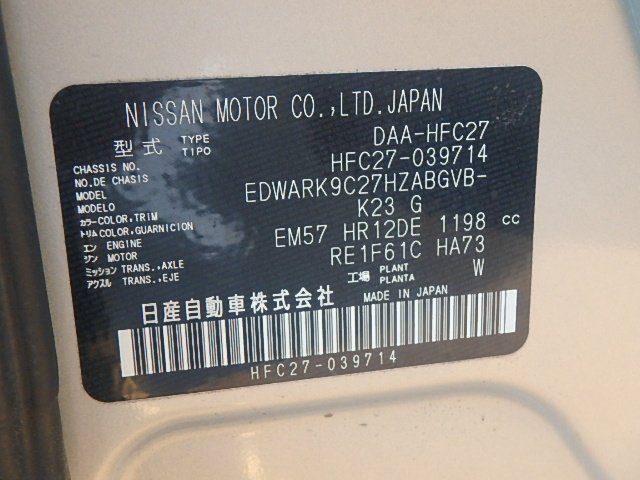 NISSAN MOTOR CO.,LTD.JAPAN
型式 TYPE TIPO DAA-HFC27
CHASSIS NO. NO.DE CHASIS HFC27-039714
MODEL MODELO EDWARK9C27HZABGVB-
カラー COLOR,TRIM トリム COLOR,GUARNICION K23 G
エンジン ENGINE MOTOR EM57 HR12DE 1198 CC
ミッション TRANS.,AXLE アクスル TRANS.,EJE RE1F61C HA73
工場 PLANT PLANTA W
日産自動車株式会社 MADE IN JAPAN
HFC27-039714